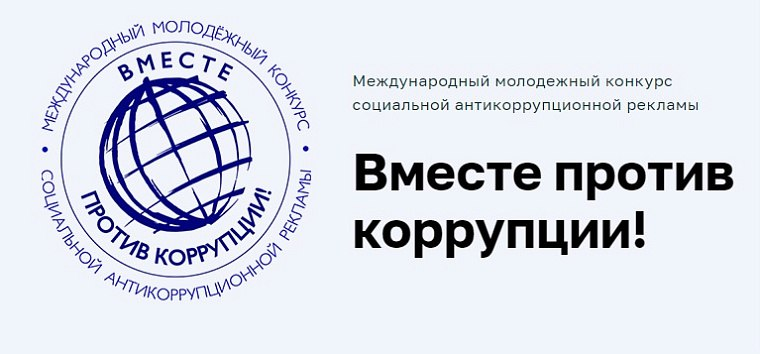 МЕЖДУНАРОДНЫЙ МОЛОДЁЖНЫЙ КОНКУРС
СОЦИАЛЬНОЙ АНТИКОРРУПЦИОННОЙ РЕКЛАМЫ
ВМЕСТЕ
ПРОТИВ КОРРУПЦИИ!
Международный молодежный конкурс
социальной антикоррупционной рекламы
Вместе против
коррупции!